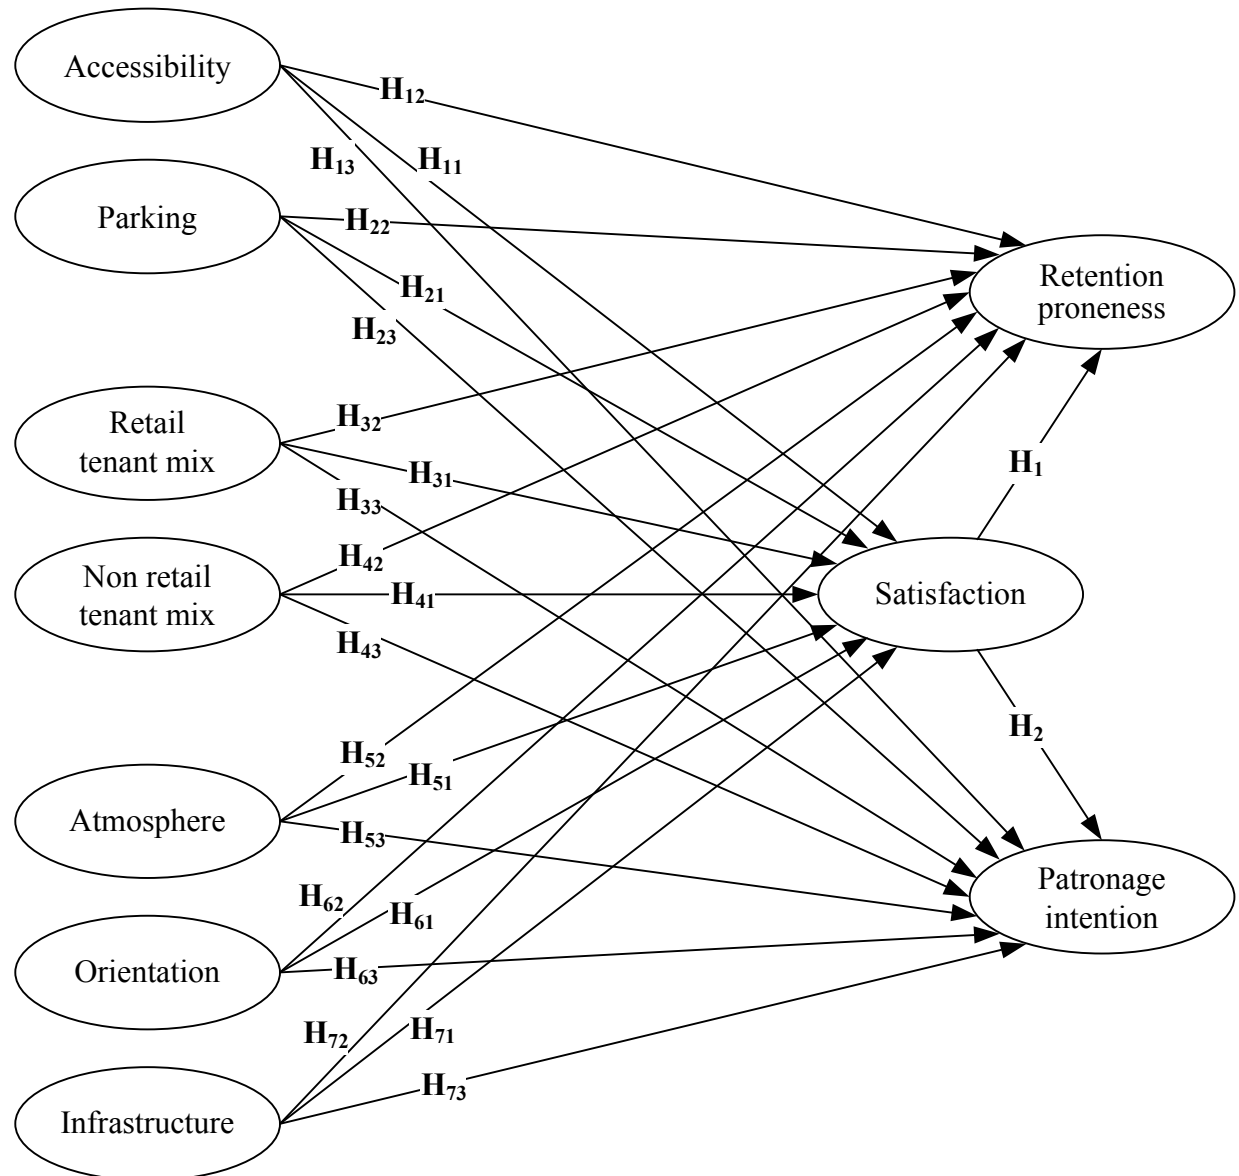 Accessibility
H12
H13
H11
Parking
H22
H21
H23
Retention
proneness
Retail
tenant mix
H32
H31
H33
H1
Non retail
tenant mix
H42
H41
H43
Satisfaction
H2
Atmosphere
H52
H51
H53
Patronage
intention
Orientation
H62
H61
H63
Infrastructure
H72
H71
H73